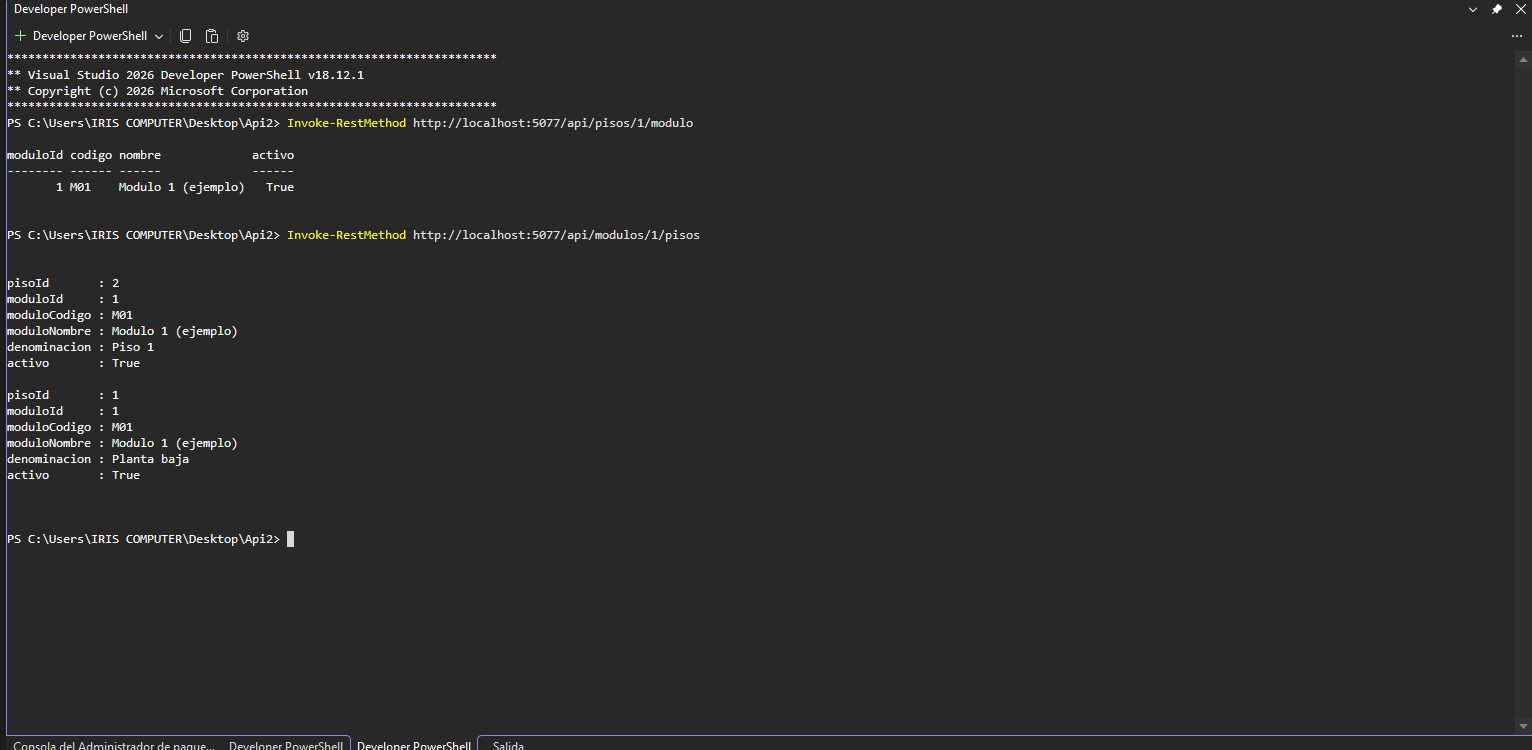 Developer PowerShell
+ Developer PowerShell
**********************************************************************
** Visual Studio 2026 Developer PowerShell v18.12.1
** Copyright (c) 2026 Microsoft Corporation
**********************************************************************
PS C:\Users\IRIS COMPUTER\Desktop\Api2> Invoke-RestMethod http://localhost:5077/api/pisos/1/modulo
moduloId codigo nombre             activo
-------- ------ ------             ------
       1 M01    Modulo 1 (ejemplo)   True
PS C:\Users\IRIS COMPUTER\Desktop\Api2> Invoke-RestMethod http://localhost:5077/api/modulos/1/pisos
pisoId       : 2
moduloId     : 1
moduloCodigo : M01
moduloNombre : Modulo 1 (ejemplo)
denominacion : Piso 1
activo       : True
pisoId       : 1
moduloId     : 1
moduloCodigo : M01
moduloNombre : Modulo 1 (ejemplo)
denominacion : Planta baja
activo       : True
PS C:\Users\IRIS COMPUTER\Desktop\Api2>
Consola del Administrador de paque... Developer PowerShell Developer PowerShell Salida